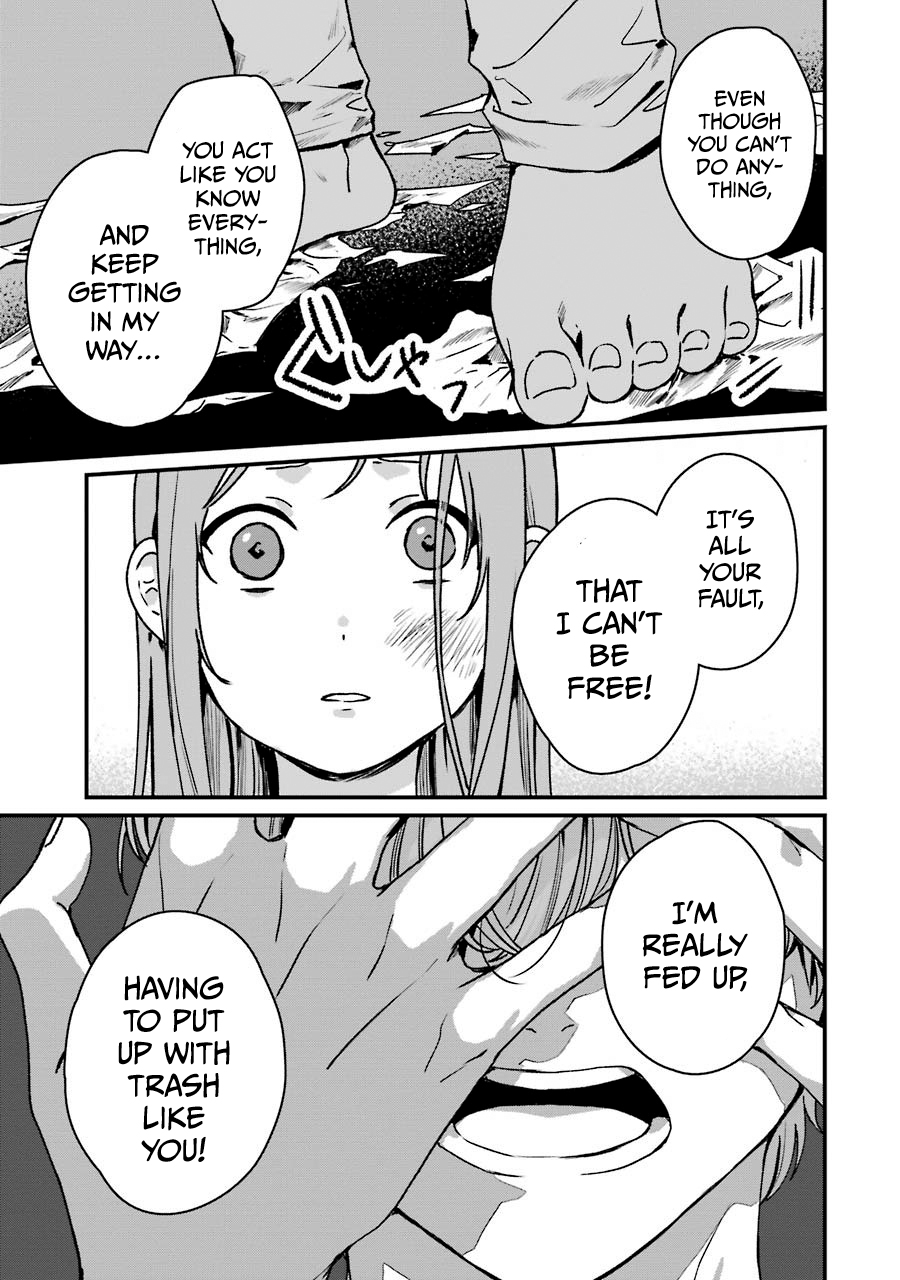 EVEN
THOUGH
YOU CAN'T
DO ANY-
THING,
YOU ACT
LIKE YOU
KNOW
EVERY-
THING,
AND
KEEP
GETTING
IN MY
WAY...
ぐしゃっ
IT'S
ALL
YOUR
FAULT,
THAT
I CAN'T
BE
FREE!
I'M
REALLY
FED UP,
HAVING
TO PUT
UP WITH
TRASH
LIKE
YOU!